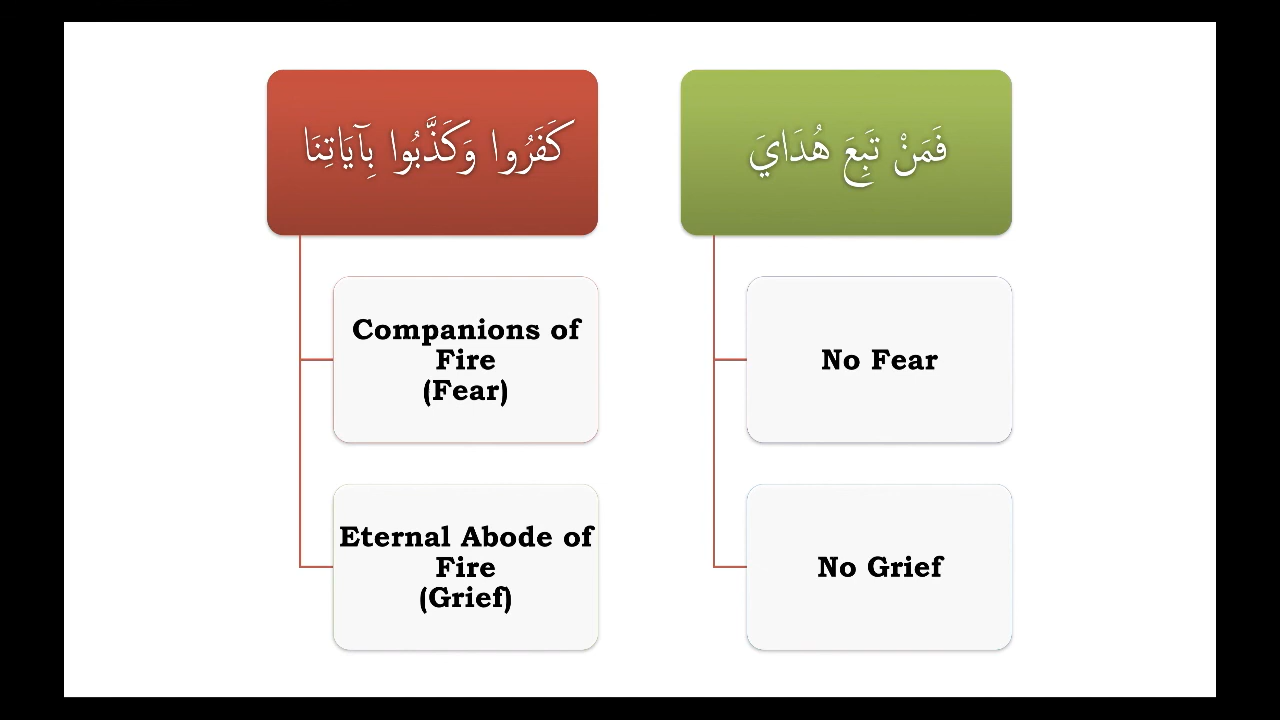 كَفَرُوا وَكَذَّبُوا بِآيَاتِنَا
Companions of
Fire
(Fear)
Eternal Abode of
Fire
(Grief)
فَمَنْ تَبِعَ هُدَايَ
No Fear
No Grief